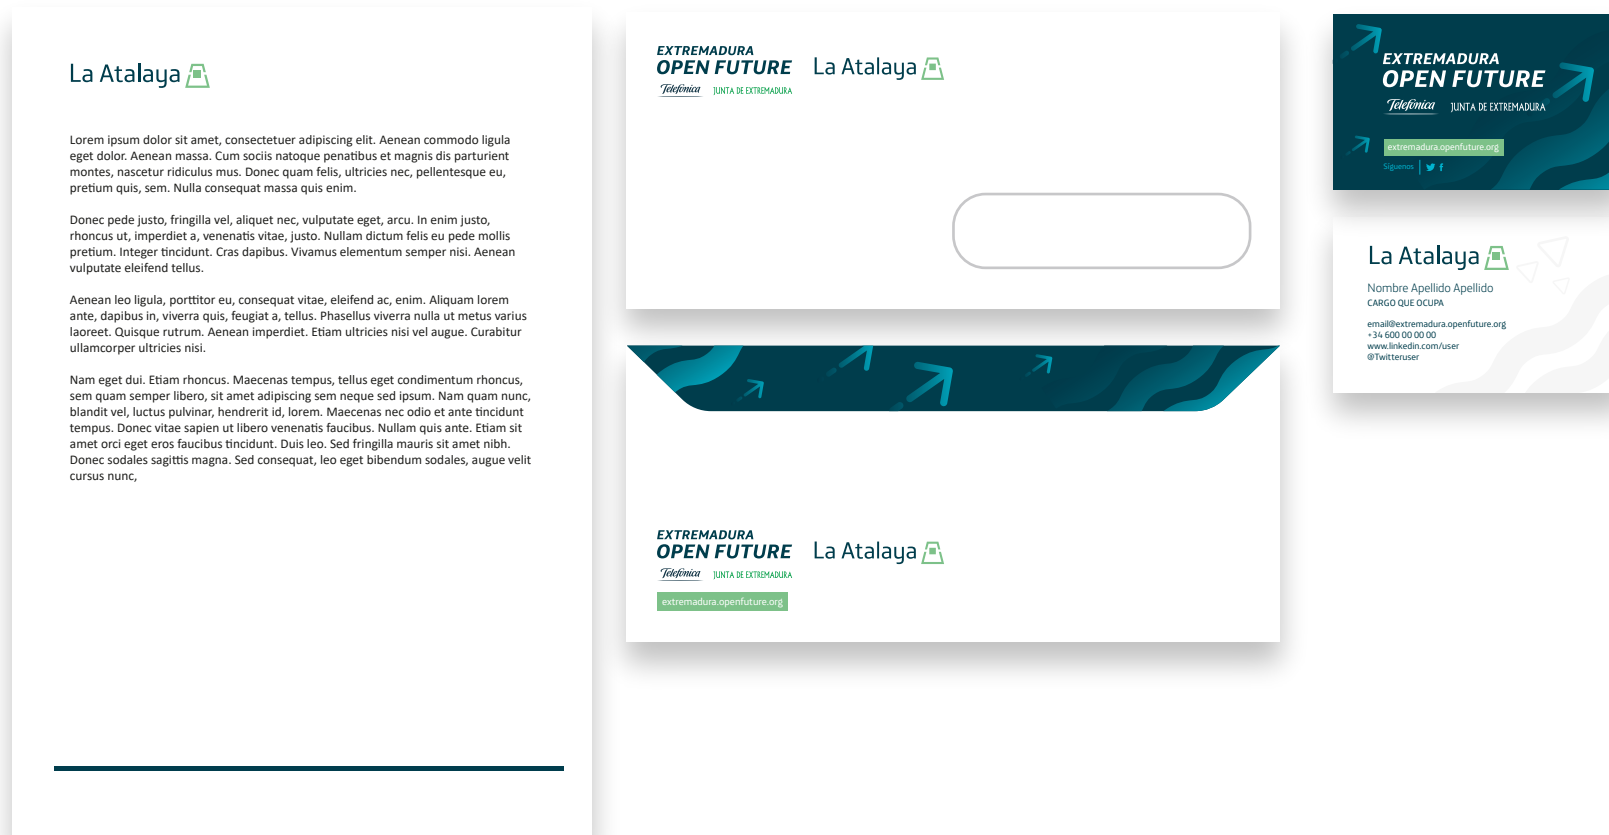 La Atalaya
Lorem ipsum dolor sit amet, consectetuer adipiscing elit. Aenean commodo ligula
eget dolor. Aenean massa. Cum sociis natoque penatibus et magnis dis parturient
montes, nascetur ridiculus mus. Donec quam felis, ultricies nec, pellentesque eu,
pretium quis, sem. Nulla consequat massa quis enim.
Donec pede justo, fringilla vel, aliquet nec, vulputate eget, arcu. In enim justo,
rhoncus ut, imperdiet a, venenatis vitae, justo. Nullam dictum felis eu pede mollis
pretium. Integer tincidunt. Cras dapibus. Vivamus elementum semper nisi. Aenean
vulputate eleifend tellus.
Aenean leo ligula, porttitor eu, consequat vitae, eleifend ac, enim. Aliquam lorem
ante, dapibus in, viverra quis, feugiat a, tellus. Phasellus viverra nulla ut metus varius
laoreet. Quisque rutrum. Aenean imperdiet. Etiam ultricies nisi vel augue. Curabitur
ullamcorper ultricies nisi.
Nam eget dui. Etiam rhoncus. Maecenas tempus, tellus eget condimentum rhoncus,
sem quam semper libero, sit amet adipiscing sem neque sed ipsum. Nam quam nunc,
blandit vel, luctus pulvinar, hendrerit id, lorem. Maecenas nec odio et ante tincidunt
tempus. Donec vitae sapien ut libero venenatis faucibus. Nullam quis ante. Etiam sit
amet orci eget eros faucibus tincidunt. Duis leo. Sed fringilla mauris sit amet nibh.
Donec sodales sagittis magna. Sed consequat, leo eget bibendum sodales, augue velit
cursus nunc,
EXTREMADURA
OPEN FUTURE
Telefónica JUNTA DE EXTREMADURA
La Atalaya
EXTREMADURA
OPEN FUTURE
Telefónica JUNTA DE EXTREMADURA
La Atalaya
extremadura.openfuture.org
EXTREMADURA
OPEN FUTURE
Telefónica JUNTA DE EXTREMADURA
extremadura.openfuture.org
Síguenos
La Atalaya
Nombre Apellido Apellido
CARGO QUE OCUPA
email@extremadura.openfuture.org
+34 600 00 00 00
www.linkedin.com/user
@Twitteruser